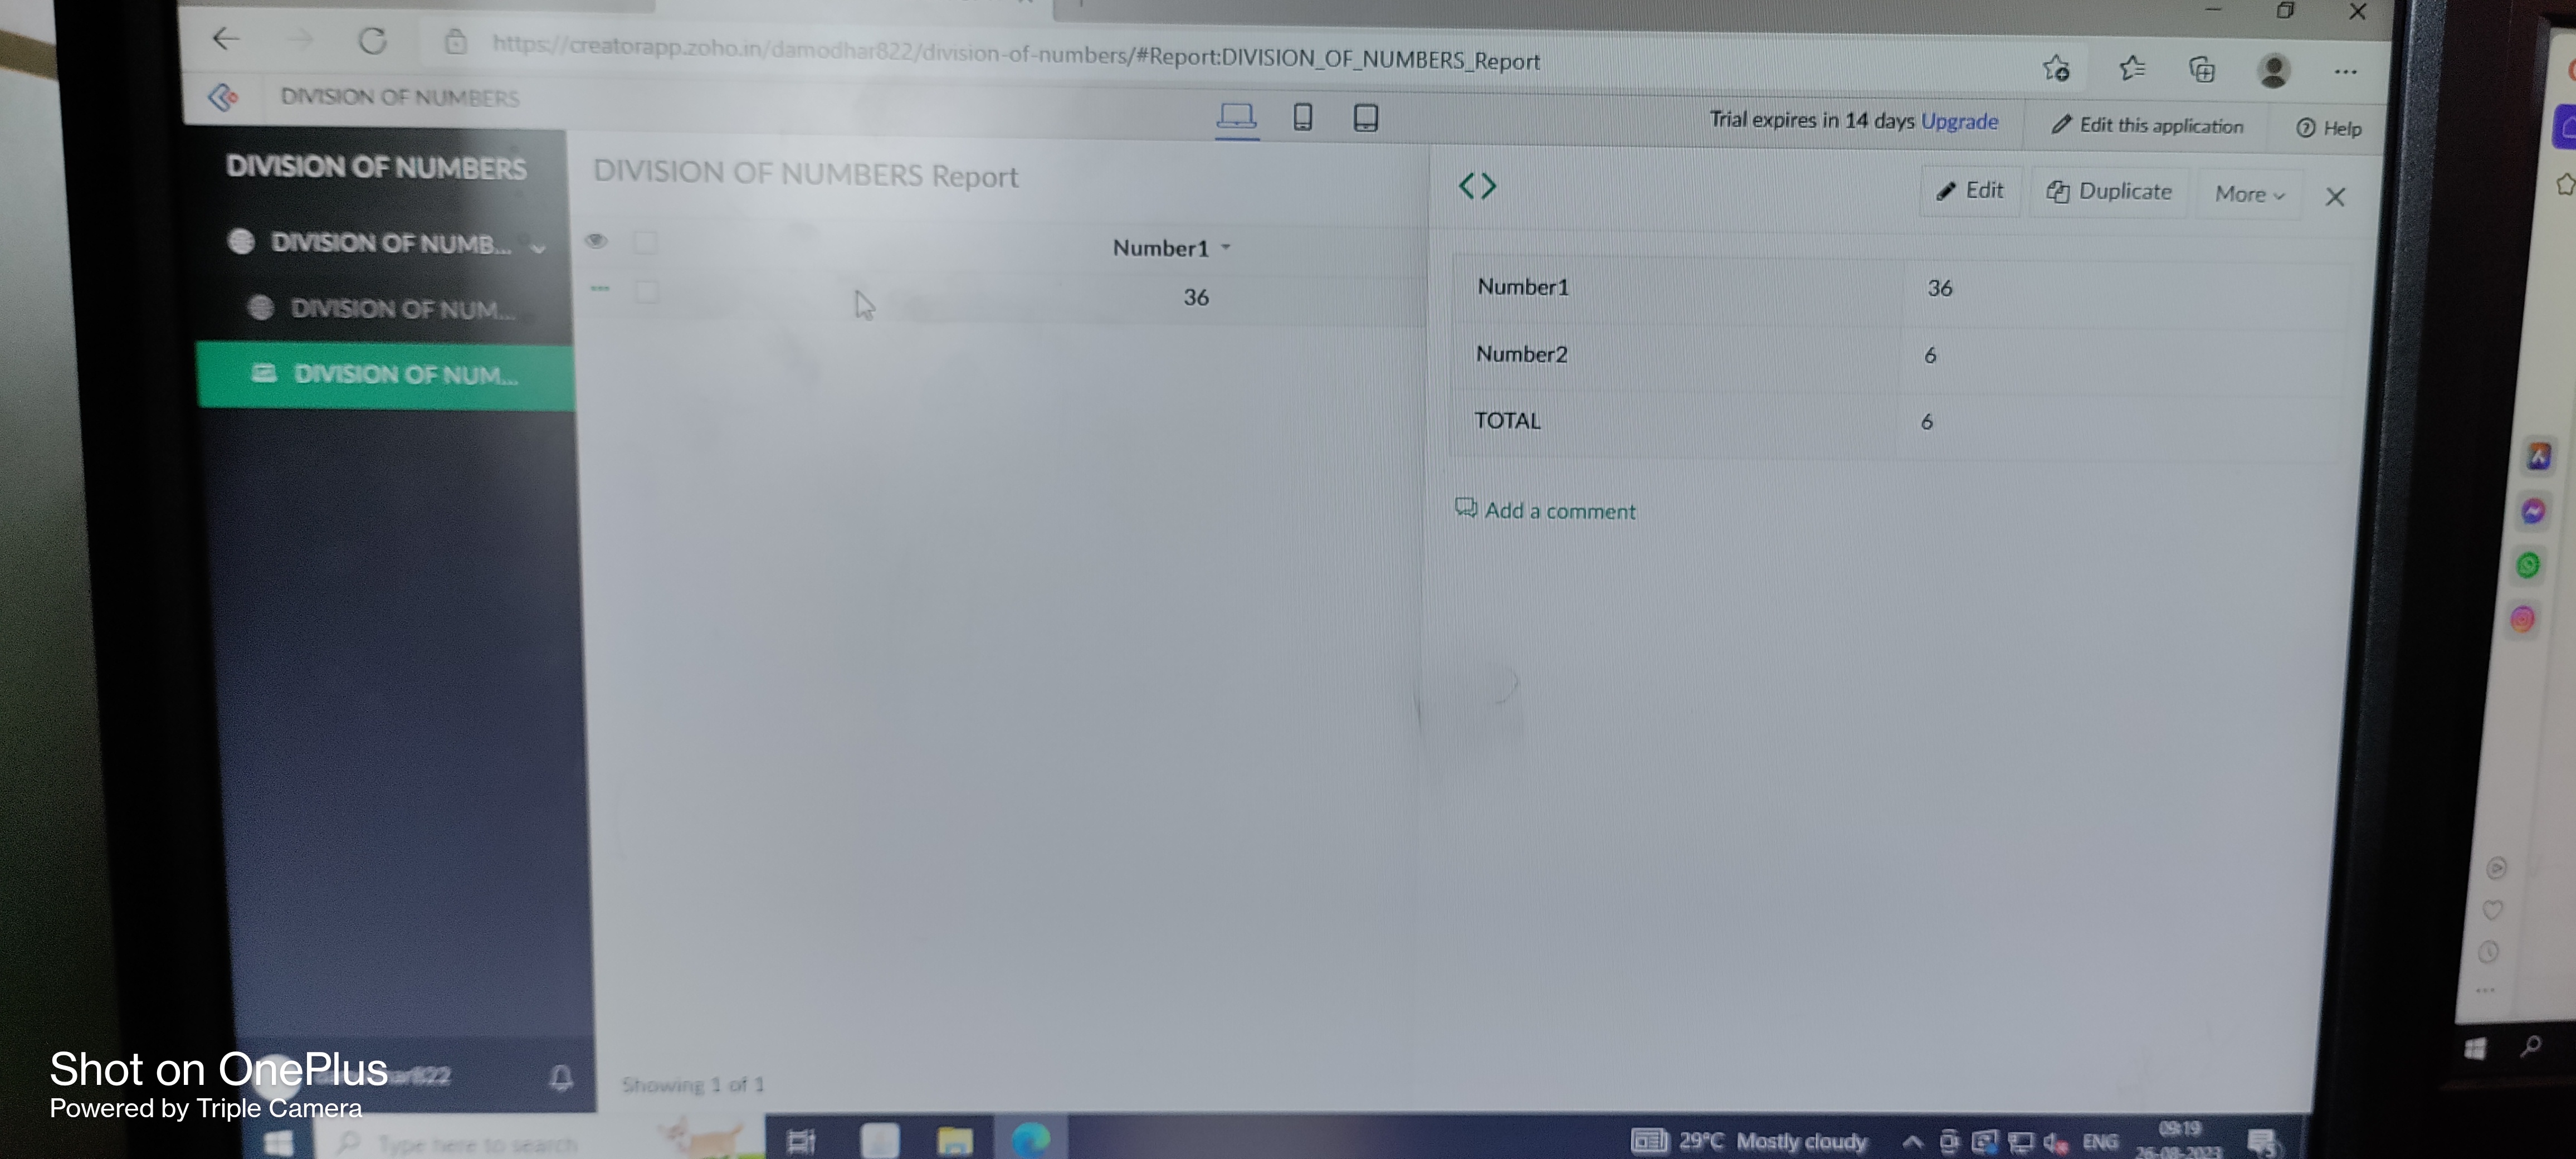 https://creatorapp.zoho.in/damodhar822/division-of-numbers/#Report:DIVISION_OF_NUMBERS_Report
DIVISION OF NUMBERS
Trial expires in 14 days Upgrade
Edit this application
Help
DIVISION OF NUMBERS
DIVISION OF NUMB...
DIVISION OF NUM...
DIVISION OF NUM...
DIVISION OF NUMBERS Report
Number1
36
Edit
Duplicate
More
Number1 36
Number2 6
TOTAL 6
Add a comment
Showing 1 of 1
Shot on OnePlus
Powered by Triple Camera
Type here to search
29°C Mostly cloudy
ENG
09:19
26-08-2023